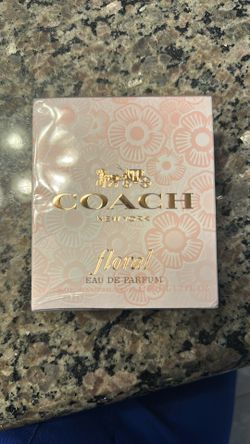 COACH
NEW YORK
floral
EAU DE PARFUM